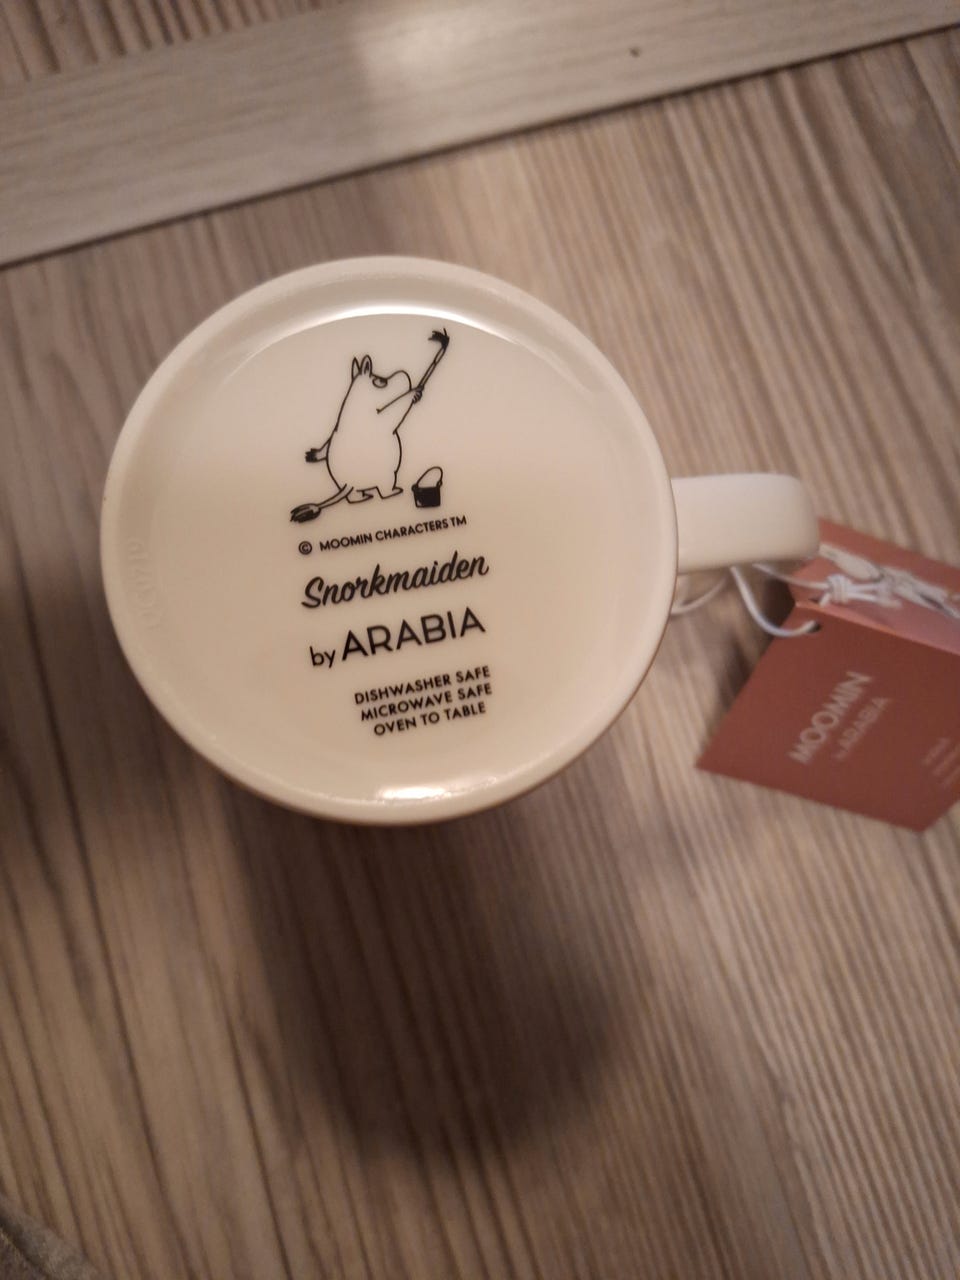 © MOOMIN CHARACTERS TM
Snorkmaiden
by ARABIA
DISHWASHER SAFE
MICROWAVE SAFE
OVEN TO TABLE
MOOMIN
by ARABIA